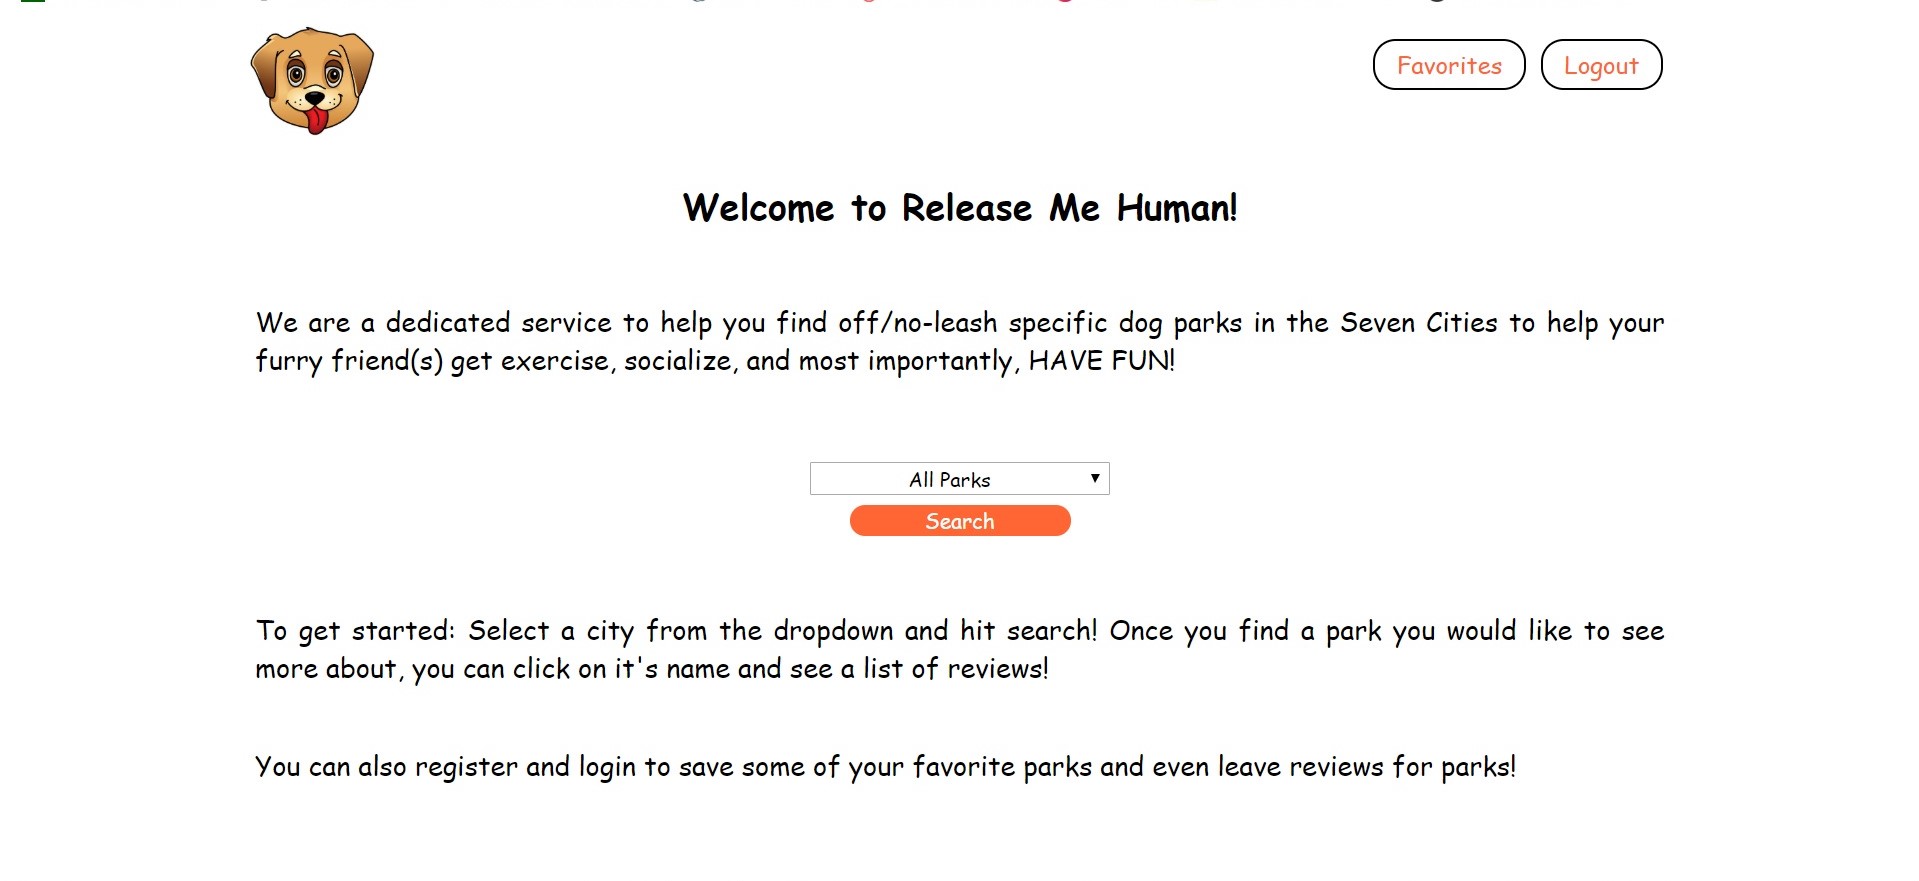 Favorites
Logout
Welcome to Release Me Human!
We are a dedicated service to help you find off/no-leash specific dog parks in the Seven Cities to help your
furry friend(s) get exercise, socialize, and most importantly, HAVE FUN!
All Parks
Search
To get started: Select a city from the dropdown and hit search! Once you find a park you would like to see
more about, you can click on it's name and see a list of reviews!
You can also register and login to save some of your favorite parks and even leave reviews for parks!